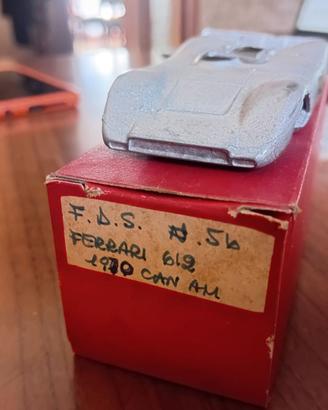 F.D.S. N.56
FERRARI 612
1970 CAN AM